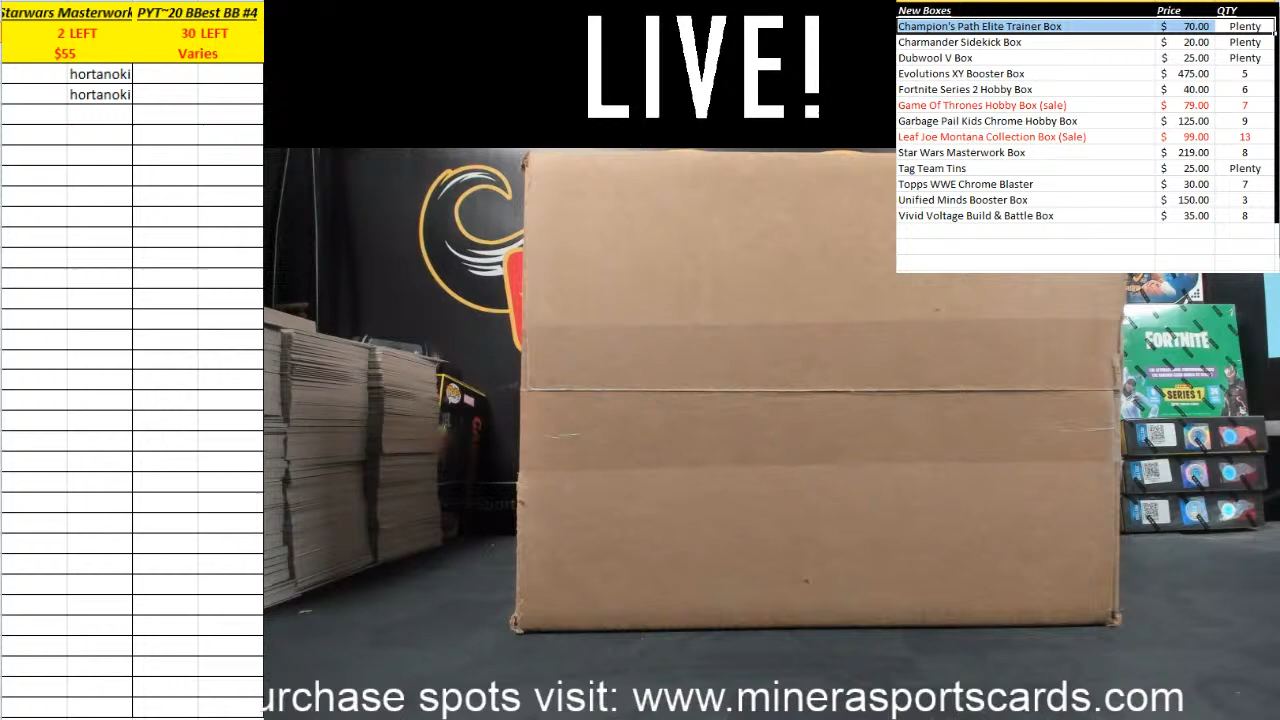 Starwars Masterwork PYT~20 BBest BB #4
2 LEFT 30 LEFT
$55 Varies
hortanoki
hortanoki
LIVE!
New Boxes Price QTY
Champion's Path Elite Trainer Box $ 70.00 Plenty
Charmander Sidekick Box $ 20.00 Plenty
Dubwool V Box $ 25.00 Plenty
Evolutions XY Booster Box $ 475.00 5
Fortnite Series 2 Hobby Box $ 40.00 6
Game Of Thrones Hobby Box (sale) $ 79.00 7
Garbage Pail Kids Chrome Hobby Box $ 125.00 9
Leaf Joe Montana Collection Box (Sale) $ 99.00 13
Star Wars Masterwork Box $ 219.00 8
Tag Team Tins $ 25.00 Plenty
Topps WWE Chrome Blaster $ 30.00 7
Unified Minds Booster Box $ 150.00 3
Vivid Voltage Build & Battle Box $ 35.00 8
FORTNITE
SERIES 1
urchase spots visit: www.minerasportscards.com